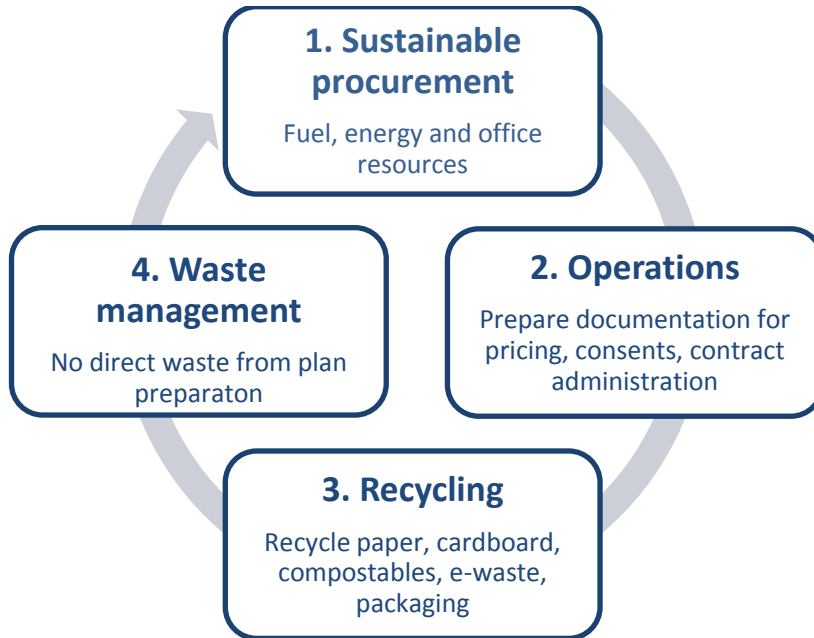 1. Sustainable
procurement
Fuel, energy and office
resources
2. Operations
Prepare documentation for
pricing, consents, contract
administration
3. Recycling
Recycle paper, cardboard,
compostables, e-waste,
packaging
4. Waste
management
No direct waste from plan
preparaton